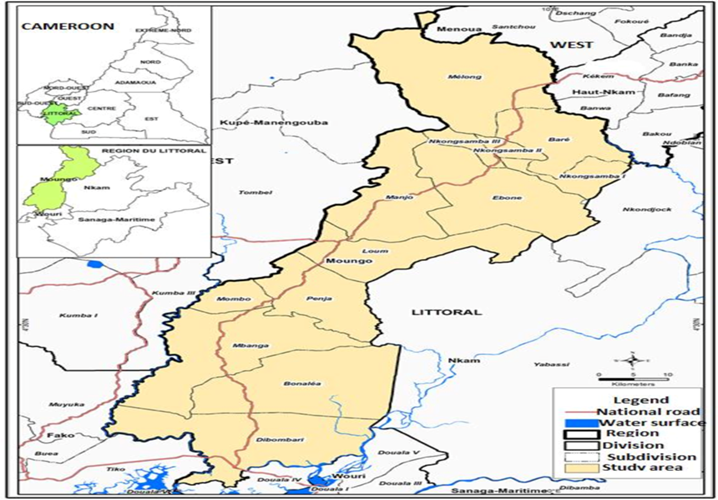 CAMEROON
EXTREME-NORD
NORD
ADAMAOUA
NORD-OUEST
OUEST
SUD-OUEST
LITTORAL
CENTRE
EST
SUD
REGION DU LITTORAL
Moungo
Nkam
Wouri
Sanaga-Maritime
Menoua
Santchou
Dschang
Fokoué
Bandja
WEST
Banka
Mélong
Kékem
Haut-Nkam
Bafang
Banwa
Kupé-Manengouba
Bakou
Ndobian
Nkongsamba III
Nkongsamba II
Baré
EST
Nkongsamba I
Tombel
Manjo
Ebone
Nkondjock
Loum
Moungo
Kumba III
Mombo
Penja
Kumba I
LITTORAL
Mbanga
Nkam
Yabassi
Bonaléa
Kilometers
Muyuka
Fako
Buea
Dibombari
Tiko
Douala V
Douala IV
Wouri
Douala III
Douala I
Sanaga-Maritime
Dibamba
Legend
National road
Water surface
Region
Division
Subdivision
Study area